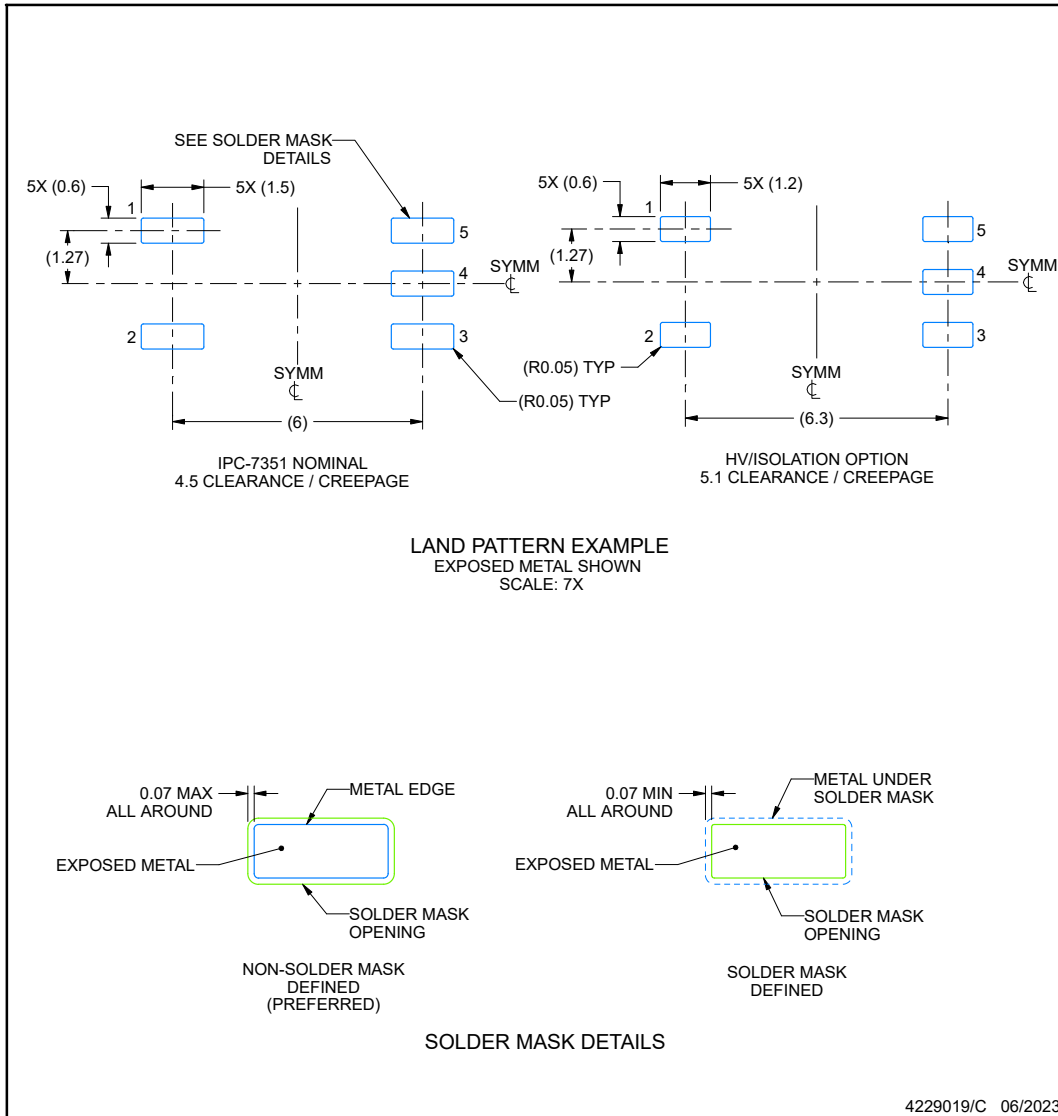 SEE SOLDER MASK
DETAILS
5X (0.6)
5X (1.5)
1
5
(1.27)
4
SYMM
℄
2
3
SYMM
℄
(R0.05) TYP
(6)
IPC-7351 NOMINAL
4.5 CLEARANCE / CREEPAGE
5X (0.6)
5X (1.2)
1
5
(1.27)
4
SYMM
℄
2
3
(R0.05) TYP
SYMM
℄
(6.3)
HV/ISOLATION OPTION
5.1 CLEARANCE / CREEPAGE
LAND PATTERN EXAMPLE
EXPOSED METAL SHOWN
SCALE: 7X
0.07 MAX
ALL AROUND
METAL EDGE
EXPOSED METAL
SOLDER MASK
OPENING
NON-SOLDER MASK
DEFINED
(PREFERRED)
0.07 MIN
ALL AROUND
METAL UNDER
SOLDER MASK
EXPOSED METAL
SOLDER MASK
OPENING
SOLDER MASK
DEFINED
SOLDER MASK DETAILS
4229019/C 06/2023